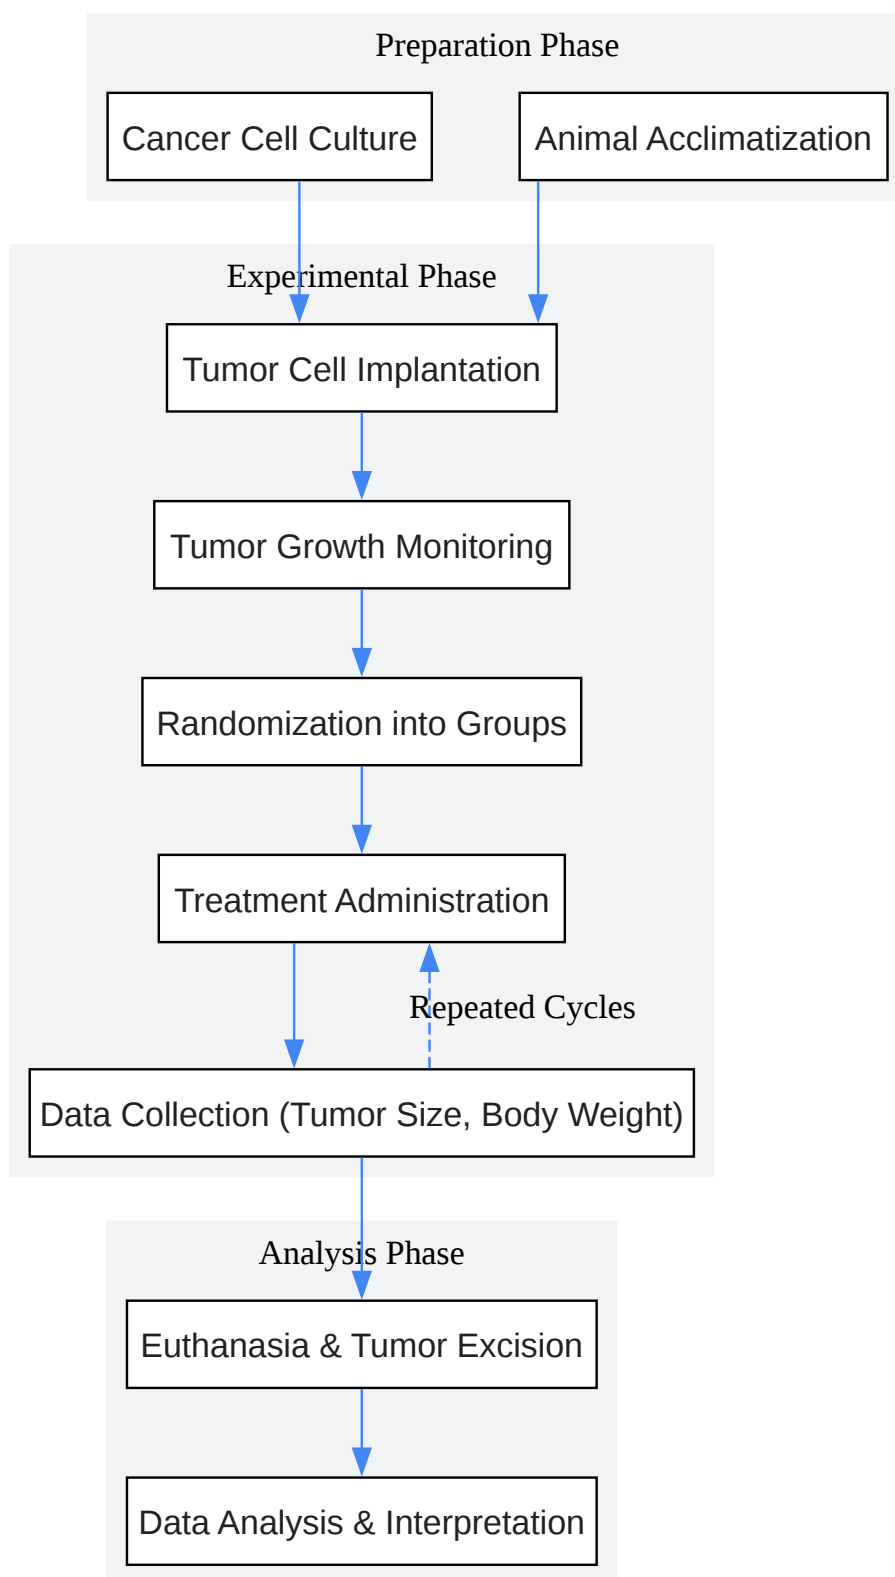 Preparation Phase
Cancer Cell Culture
Animal Acclimatization
Experimental Phase
Tumor Cell Implantation
Tumor Growth Monitoring
Randomization into Groups
Treatment Administration
Repeated Cycles
Data Collection (Tumor Size, Body Weight)
Analysis Phase
Euthanasia & Tumor Excision
Data Analysis & Interpretation